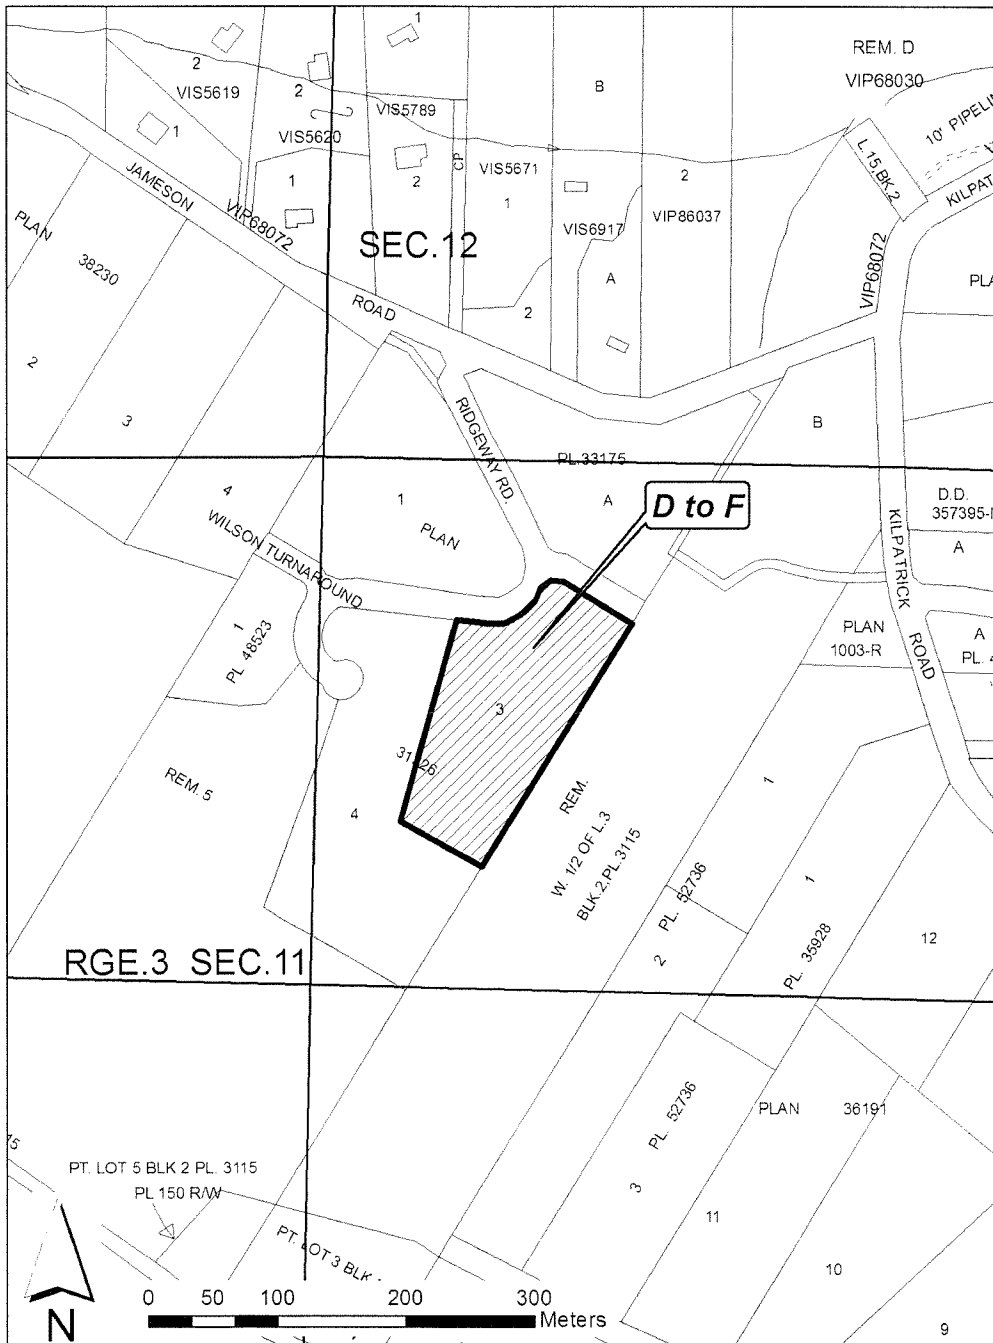 1
REM. D
2
VIP68030
B
VIS5619
2
VIS5789
10' PIPELIN
1
VIS5620
L.15 BK.2
JAMESON
CP
VIS5671
2
1
2
1
KILPAT
PLAN
VIP68072
SEC.12
VIS6917
VIP86037
VIP68072
38230
A
PLA
ROAD
2
2
A
3
RIDGEWAY RD.
B
PL.33175
4
1
A
D to F
D.D.
357395-I
PLAN
WILSON TURNAROUND
KILPATRICK
A
1
PL. 48523
PLAN
1003-R
ROAD
A
PL. 4
3
REM. 5
4
REM.
W. 1/2 OF L.3
BLK.2,PL.3115
1
1
PL. 52736
12
2
PL. 35928
RGE.3 SEC.11
PL. 52736
PLAN 36191
15
PT. LOT 5 BLK 2 PL. 3115
PL 150 R/W
3
11
PT. LOT 3 BLK
10
0 50 100 200 300
Meters
N
9